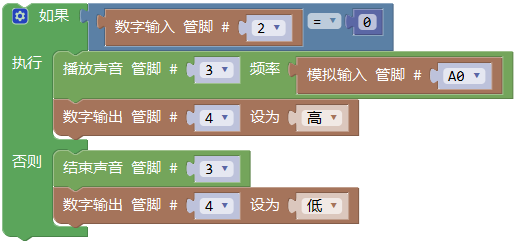 如果 数字输入 管脚 # 2 = 0
执行 播放声音 管脚 # 3 频率 模拟输入 管脚 # A0
数字输出 管脚 # 4 设为 高
否则 结束声音 管脚 # 3
数字输出 管脚 # 4 设为 低